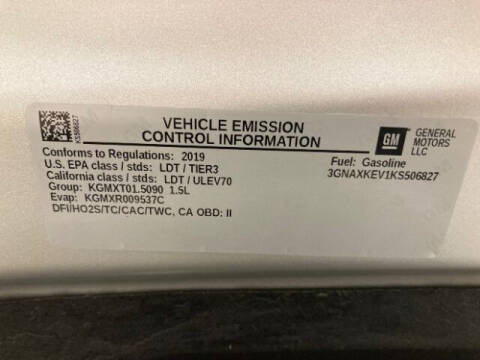 KS506827
VEHICLE EMISSION
CONTROL INFORMATION
GM
GENERAL
MOTORS
LLC
Conforms to Regulations: 2019
U.S. EPA class / stds: LDT / TIER3
California class / stds: LDT / ULEV70
Group: KGMXT01.5090 1.5L
Evap: KGMXR009537C
DFI/HO2S/TC/CAC/TWC, CA OBD: II
Fuel: Gasoline
3GNAXKEV1KS506827